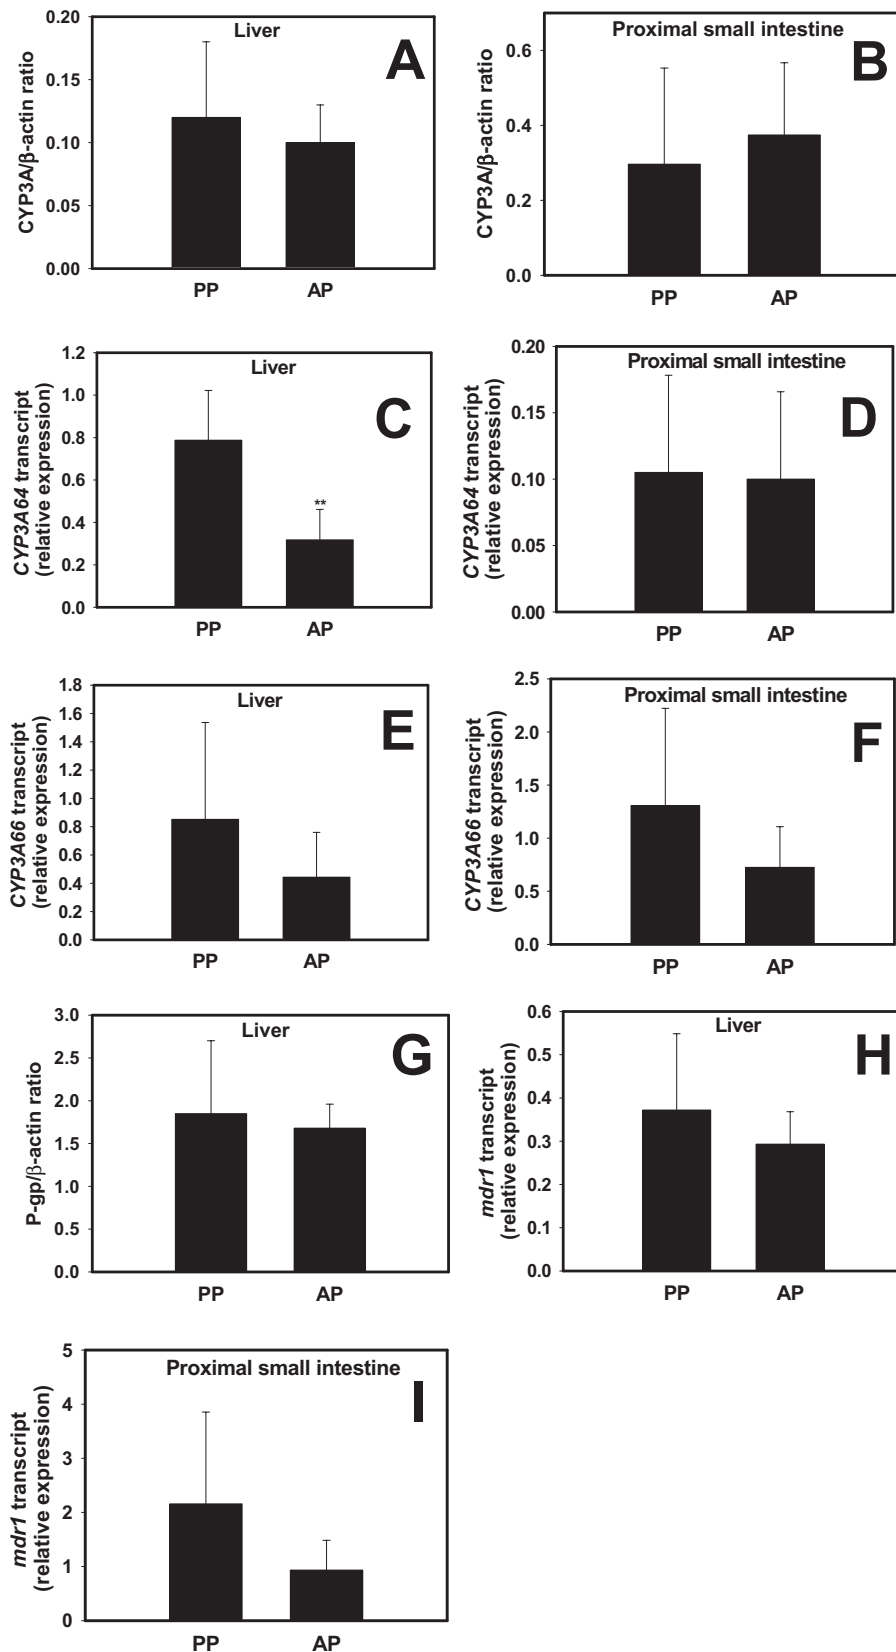 Liver
A
CYP3A/β-actin ratio
0.20
0.15
0.10
0.05
0.00
PP AP
Proximal small intestine
B
CYP3A/β-actin ratio
0.6
0.4
0.2
0.0
PP AP
Liver
C
CYP3A64 transcript
(relative expression)
1.2
1.0
0.8
0.6
0.4
0.2
0.0
**
PP AP
Proximal small intestine
D
CYP3A64 transcript
(relative expression)
0.20
0.15
0.10
0.05
0.00
PP AP
Liver
E
CYP3A66 transcript
(relative expression)
1.8
1.6
1.4
1.2
1.0
0.8
0.6
0.4
0.2
0.0
PP AP
Proximal small intestine
F
CYP3A66 transcript
(relative expression)
2.5
2.0
1.5
1.0
0.5
0.0
PP AP
Liver
G
P-gp/β-actin ratio
3.0
2.5
2.0
1.5
1.0
0.5
0.0
PP AP
Liver
H
mdr1 transcript
(relative expression)
0.6
0.5
0.4
0.3
0.2
0.1
0.0
PP AP
Proximal small intestine
I
mdr1 transcript
(relative expression)
5
4
3
2
1
0
PP AP